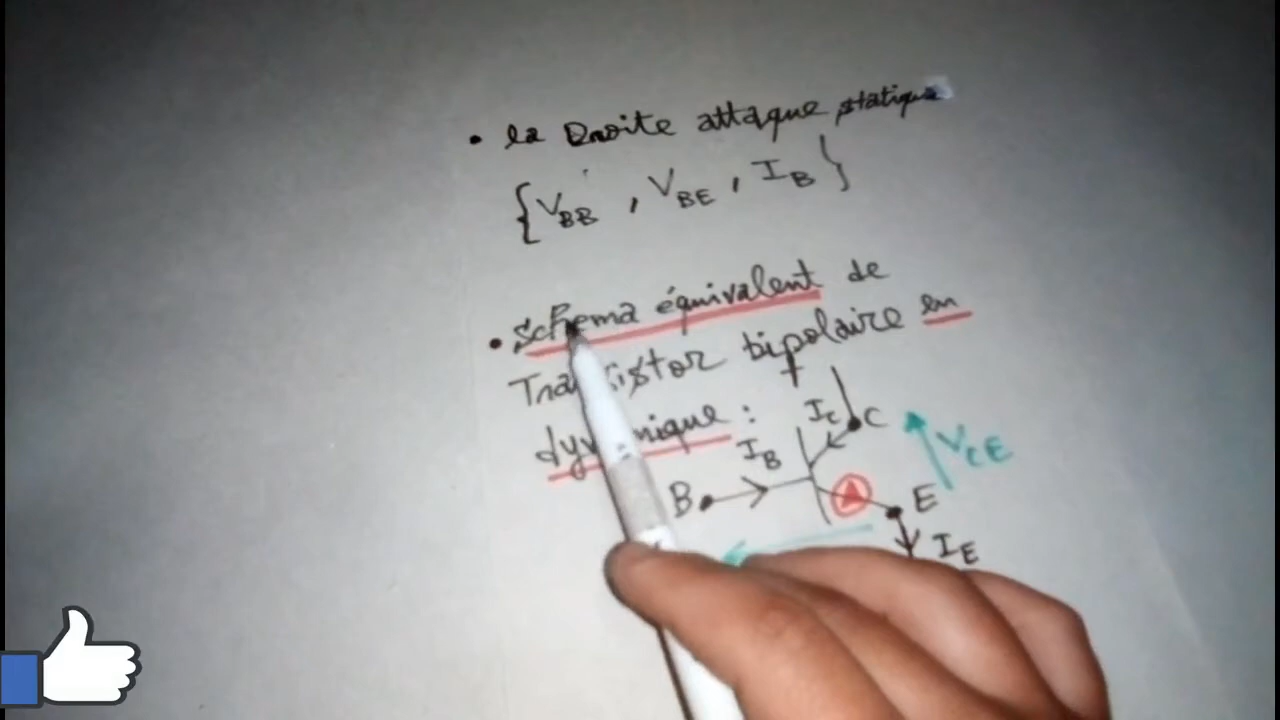 • la Droite attaque statique
{VBB , VBE , IB}
• Schema équivalent de
Transistor bipolaire en
dynamique :
IC C
VCE
IB
B
E
IE